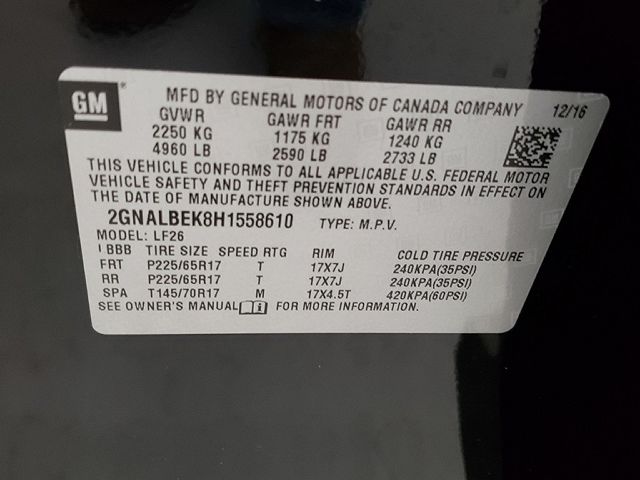 GM
®
MFD BY GENERAL MOTORS OF CANADA COMPANY 12/16
GVWR GAWR FRT GAWR RR
2250 KG 1175 KG 1240 KG
4960 LB 2590 LB 2733 LB
THIS VEHICLE CONFORMS TO ALL APPLICABLE U.S. FEDERAL MOTOR
VEHICLE SAFETY AND THEFT PREVENTION STANDARDS IN EFFECT ON
THE DATE OF MANUFACTURE SHOWN ABOVE.
2GNALBEK8H1558610 TYPE: M.P.V.
MODEL: LF26
I BBB TIRE SIZE SPEED RTG RIM COLD TIRE PRESSURE
FRT P225/65R17 T 17X7J 240KPA(35PSI)
RR P225/65R17 T 17X7J 240KPA(35PSI)
SPA T145/70R17 M 17X4.5T 420KPA(60PSI)
SEE OWNER'S MANUAL FOR MORE INFORMATION.